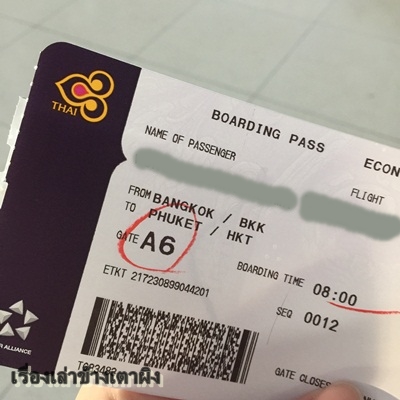 THAI
BOARDING PASS
ECON
NAME OF PASSENGER
FLIGHT
FROM BANGKOK / BKK
TO PHUKET / HKT
GATE A6
BOARDING TIME 08:00
ETKT 217230899044201
SEQ 0012
GATE CLOSES
R ALLIANCE
เรื่องเล่าข้างเตาผิง